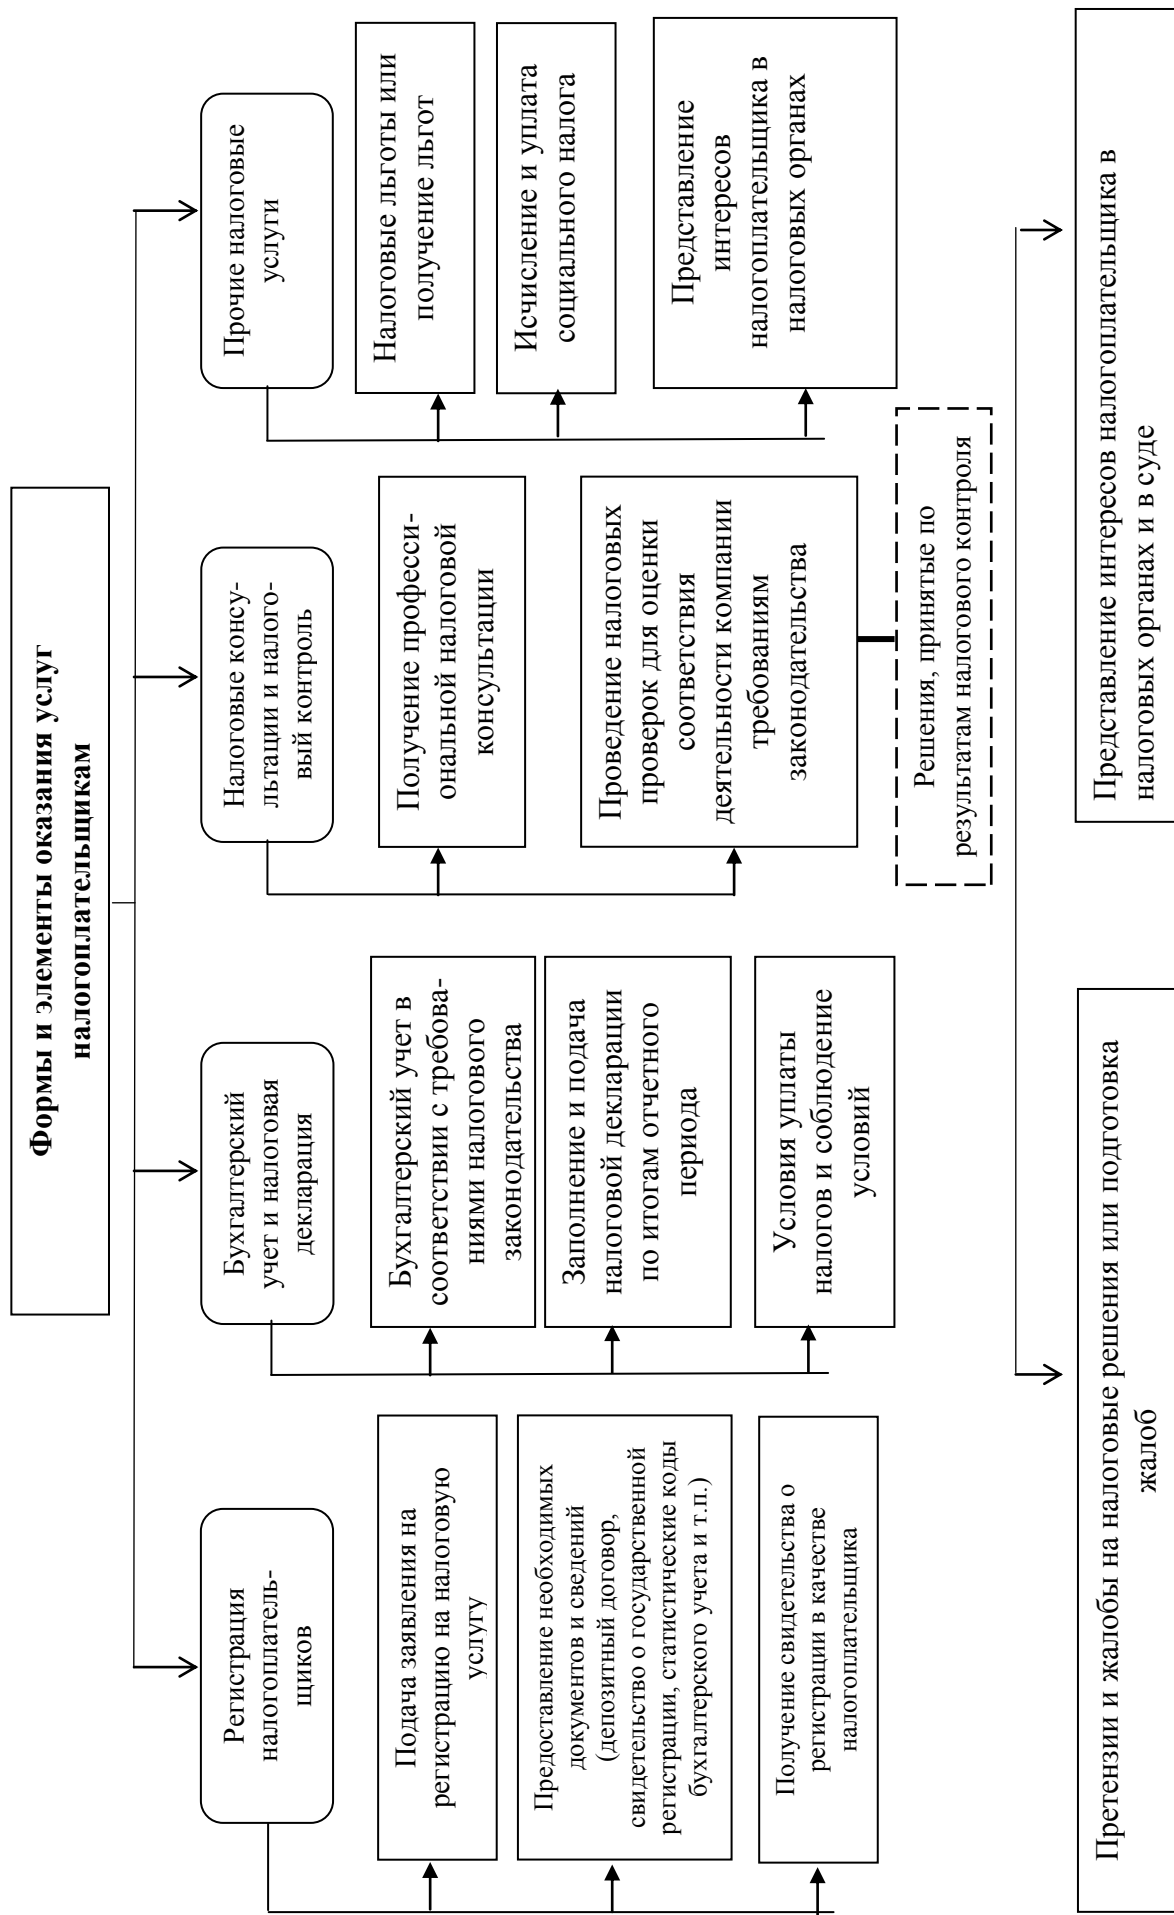 Формы и элементы оказания услуг
налогоплательщикам
Регистрация
налогоплатель-
щиков
Подача заявления на
регистрацию на налоговую
услугу
Предоставление необходимых
документов и сведений
(депозитный договор,
свидетельство о государственной
регистрации, статистические коды
бухгалтерского учета и т.п.)
Получение свидетельства о
регистрации в качестве
налогоплательщика
Бухгалтерский
учет и налоговая
декларация
Бухгалтерский учет в
соответствии с требова-
ниями налогового
законодательства
Заполнение и подача
налоговой декларации
по итогам отчетного
периода
Условия уплаты
налогов и соблюдение
условий
Налоговые консу-
льтации и налого-
вый контроль
Получение професси-
ональной налоговой
консультации
Проведение налоговых
проверок для оценки
соответствия
деятельности компании
требованиям
законодательства
Решения, принятые по
результатам налогового контроля
Прочие налоговые
услуги
Налоговые льготы или
получение льгот
Исчисление и уплата
социального налога
Представление
интересов
налогоплательщика в
налоговых органах
Претензии и жалобы на налоговые решения или подготовка
жалоб
Представление интересов налогоплательщика в
налоговых органах и в суде